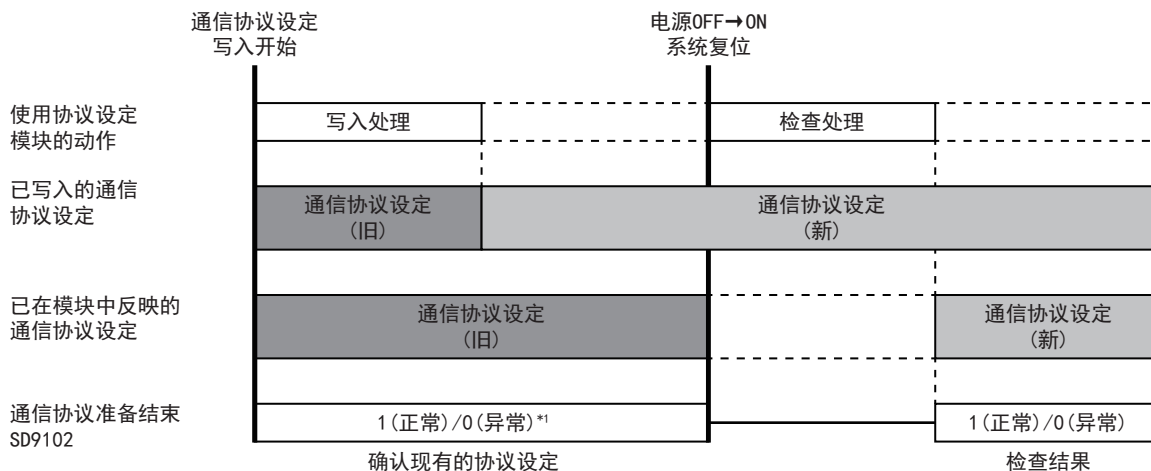 通信协议设定
写入开始
电源OFF→ON
系统复位
使用协议设定
模块的动作
写入处理
检查处理
已写入的通信
协议设定
通信协议设定
(旧)
通信协议设定
(新)
已在模块中反映的
通信协议设定
通信协议设定
(旧)
通信协议设定
(新)
通信协议准备结束
SD9102
1(正常)/0(异常)*1
1(正常)/0(异常)
确认现有的协议设定
检查结果